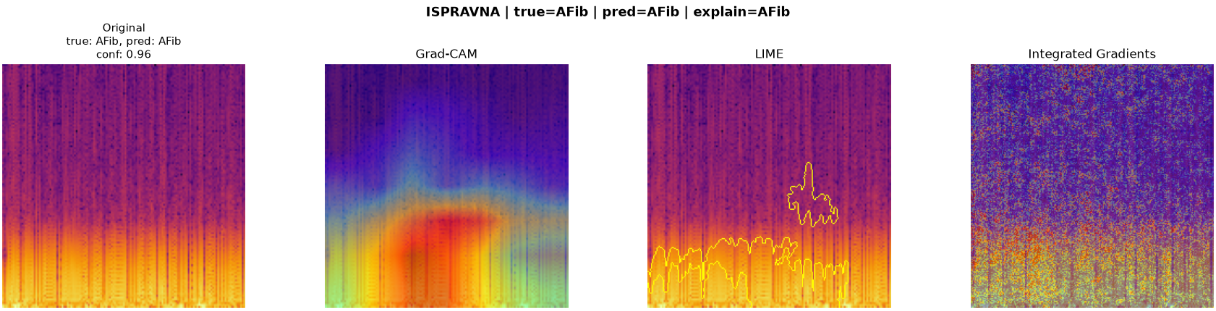 ISPRAVNA | true=AFib | pred=AFib | explain=AFib
Original
true: AFib, pred: AFib
conf: 0.96
Grad-CAM
LIME
Integrated Gradients